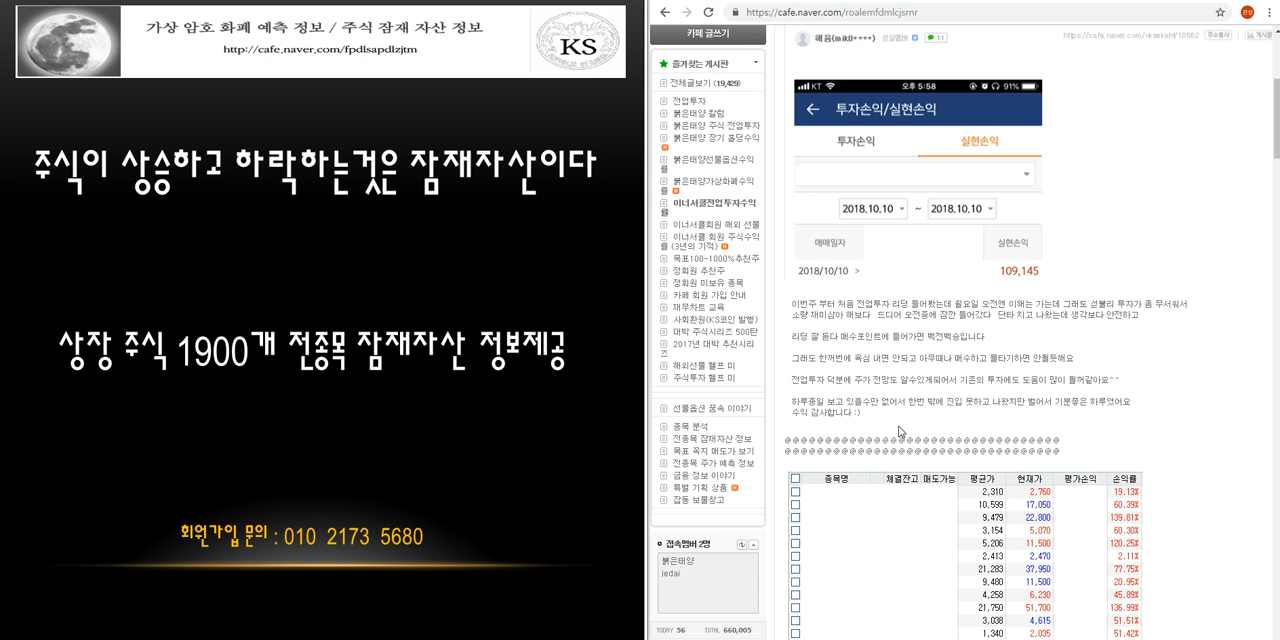 가상 암호 화폐 예측 정보 / 주식 잠재 자산 정보
http://cafe.naver.com/fpdlsapdlzjtm
KS
주식이 상승하고 하락하는것은 잠재자산이다
상장 주식 1900개 전종목 잠재자산 정보제공
회원가입 문의 : 010 2173 5680
https://cafe.naver.com/roalemfdmlcjsrnr
카페 글쓰기
즐겨찾는 게시판
전체글보기 (19,429)
전업투자
붉은태양 칼럼
붉은태양 주식 전업투자
붉은태양 장기 홀딩수익
붉은태양선물옵션수익
률
붉은태양가상화폐수익
률
이너서클전업투자수익
률
이너서클회원 해외 선물
이너서클 회원 주식수익
률 (3년의 기적)
목표100-1000%추천주
정회원 추천주
정회원 미보유 종목
카페 회원 가입 안내
재무차트 교육
사회환원(KS코인 발행)
대박 주식시리즈 500탄
2017년 대박 추천시리
즈
해외선물 헬프 미
주식투자 헬프 미
선물옵션 꿈속 이야기
종목 분석
전종목 잠재자산 정보
목표 꼭지 매도가 보기
전종목 주가 예측 정보
금융 정보 이야기
특별 기획 상품
잡동 보물창고
접속멤버 2명
붉은태양
jedai
TODAY 56 TOTAL 660,005
해음(mik0****) 성실멤버 1:1
https://cafe.naver.com/vksekahf/10562 주소복사
KT 오후 5:58 91%
투자손익/실현손익
투자손익 실현손익
2018.10.10 ~ 2018.10.10
매매일자 실현손익
2018/10/10 > 109,145
이번주 부터 처음 전업투자 리딩 들어봤는데 월요일 오전엔 이해는 가는데 그래도 섣불리 투자가 좀 무서워서
소량 재미삼아 해보다 드디어 오전중에 잠깐 들어갔다 단타 치고 나왔는데 생각보다 안전하고
리딩 잘 듣다 매수포인트에 들어가면 백전백승입니다
그래도 한꺼번에 욕심 내면 안되고 아무때나 매수하고 물타기하면 안될듯해요
전업투자 덕분에 주가 전망도 알수있게되어서 기존의 투자에도 도움이 많이 될꺼같아요^^
하루종일 보고 있을수만 없어서 한번 밖에 진입 못하고 나왔지만 벌어서 기분좋은 하루였어요
수익 감사합니다 :)
@@@@@@@@@@@@@@@@@@@@@@@@@@@@@@@@@@
@@@@@@@@@@@@@@@@@@@@@@@@@@@@@@@@@@
종목명 체결잔고 매도가능 평균가 현재가 평가손익 손익률
2,310 2,760 19.13%
10,599 17,050 60.39%
9,479 22,800 139.81%
3,154 5,070 60.30%
5,206 11,500 120.25%
2,413 2,470 2.11%
21,283 37,950 77.75%
9,480 11,500 20.95%
4,258 6,230 45.89%
21,750 51,700 136.99%
3,038 4,615 51.51%
1,340 2,035 51.42%